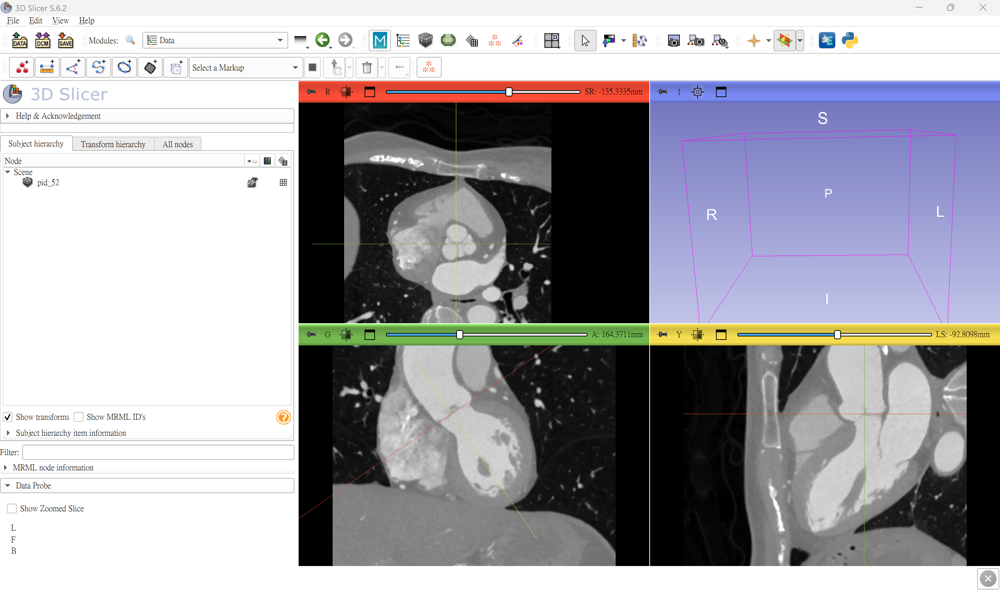 3D Slicer 5.6.2
File Edit View Help
DATA DCM SAVE Modules: Data M
Select a Markup
3D Slicer
Help & Acknowledgement
Subject hierarchy Transform hierarchy All nodes
Node
Scene
pid_52
Show transforms Show MRML ID's ?
Subject hierarchy item information
Filter:
MRML node information
Data Probe
Show Zoomed Slice
L
F
B
R SR: -135.3335mm
1
S
P
R
L
I
G A: 164.3711mm
Y LS: -92.8098mm